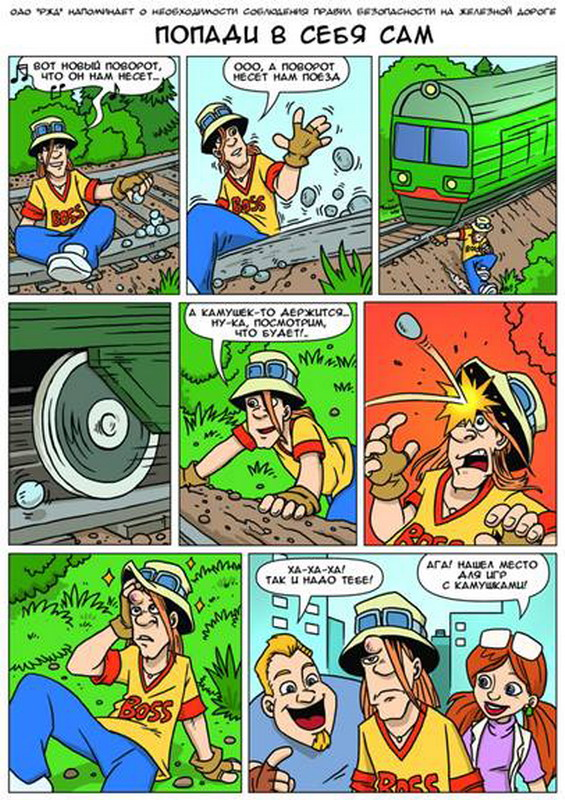 ОАО "РЖД" НАПОМИНАЕТ О НЕОБХОДИМОСТИ СОБЛЮДЕНИЯ ПРАВИЛ БЕЗОПАСНОСТИ НА ЖЕЛЕЗНОЙ ДОРОГЕ
ПОПАДИ В СЕБЯ САМ
ВОТ НОВЫЙ ПОВОРОТ,
ЧТО ОН НАМ НЕСЕТ...
BOSS
ООО, А ПОВОРОТ
НЕСЕТ НАМ ПОЕЗД
BOSS
BOSS
А КАМУШЕК-ТО ДЕРЖИТСЯ...
НУ-КА, ПОСМОТРИМ,
ЧТО БУДЕТ!..
BOSS
BOSS
ХА-ХА-ХА!
ТАК И НАДО ТЕБЕ!
АГА! НАШЕЛ МЕСТО
ДЛЯ ИГР
С КАМУШКАМИ!
BOSS